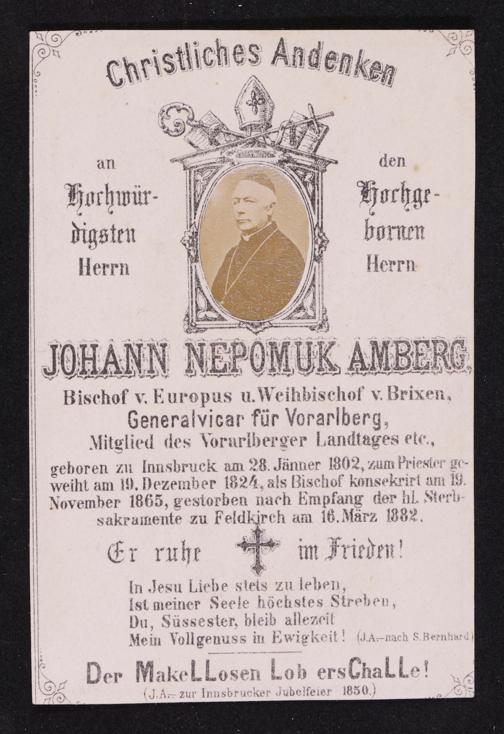 Christliches Andenken
an
Hochwür-
digsten
Herrn
den
Hochge-
bornen
Herrn
JOHANN NEPOMUK AMBERG,
Bischof v. Europus u. Weihbischof v. Brixen,
Generalvicar für Vorarlberg,
Mitglied des Vorarlberger Landtages etc.,
geboren zu Innsbruck am 28. Jänner 1802, zum Priester ge-
weiht am 19. Dezember 1824, als Bischof konsekrirt am 19.
November 1865, gestorben nach Empfang der hl. Sterb-
sakramente zu Feldkirch am 16. März 1882.
Er ruhe im Frieden!
In Jesu Liebe stets zu leben,
Ist meiner Seele höchstes Streben,
Du, Süssester, bleib allezeit
Mein Vollgenuss in Ewigkeit! (J.A.—nach S. Bernhard)
Der MakeLLosen Lob ersChaLLe!
(J.A.— zur Innsbrucker Jubelfeier 1850.)